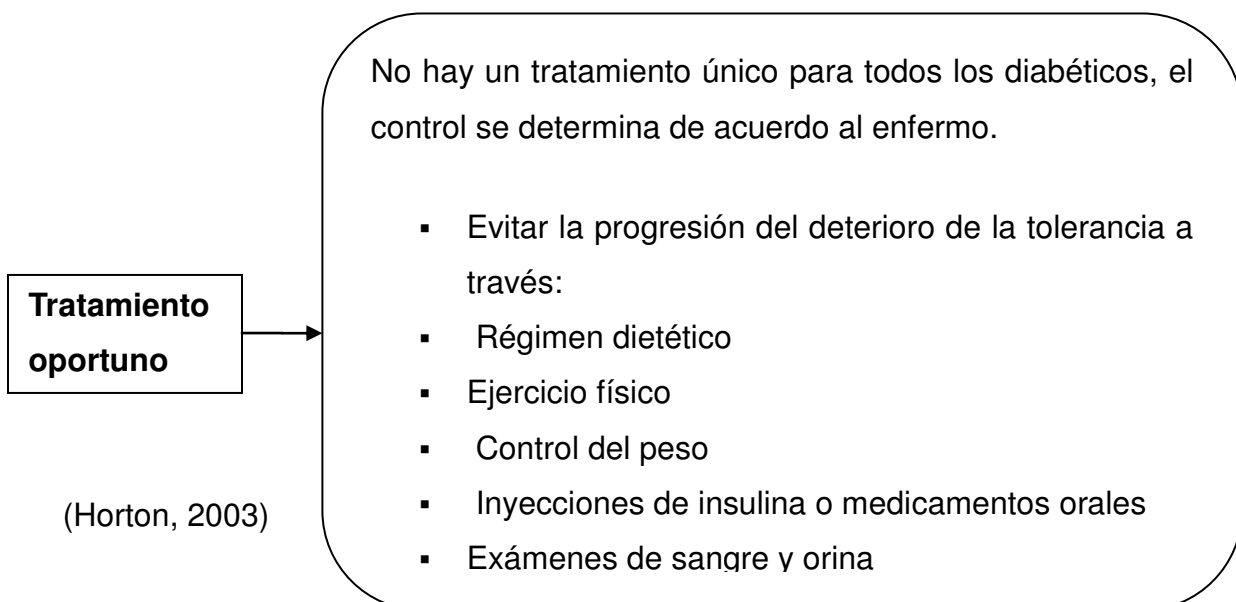 No hay un tratamiento único para todos los diabéticos, el
control se determina de acuerdo al enfermo.
▪ Evitar la progresión del deterioro de la tolerancia a
través:
▪ Régimen dietético
▪ Ejercicio físico
▪ Control del peso
▪ Inyecciones de insulina o medicamentos orales
▪ Exámenes de sangre y orina
Tratamiento
oportuno
(Horton, 2003)